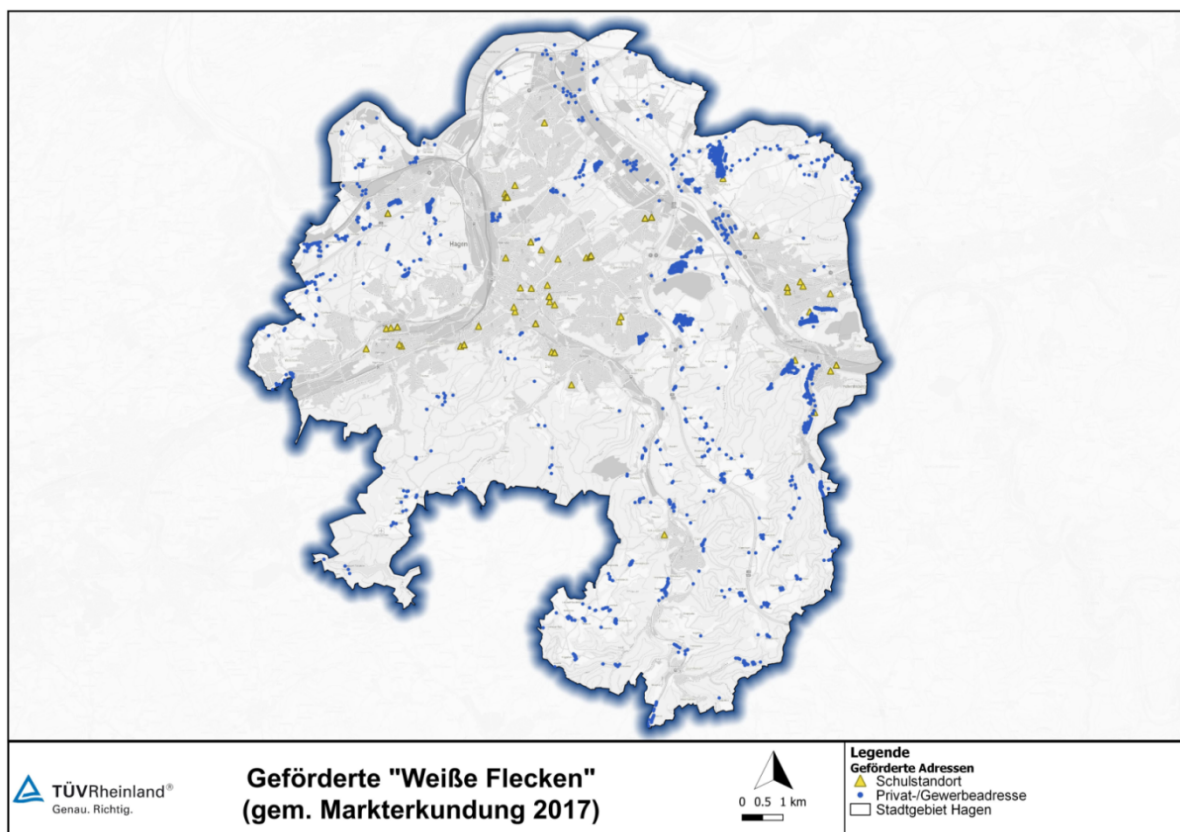 Hagen
TÜVRheinland®
Genau. Richtig.
Geförderte "Weiße Flecken"
(gem. Markterkundung 2017)
0 0.5 1 km
Legende
Geförderte Adressen
Schulstandort
Privat-/Gewerbeadresse
Stadtgebiet Hagen